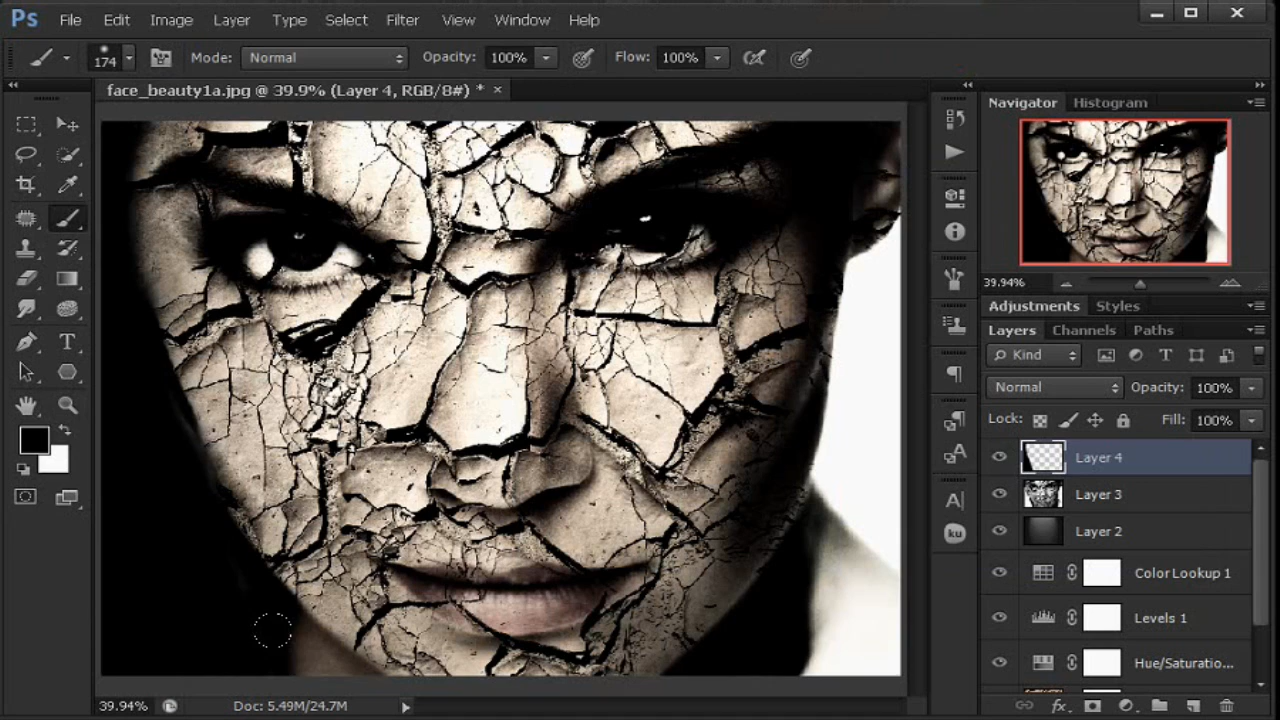 Ps File Edit Image Layer Type Select Filter View Window Help
174 Mode: Normal Opacity: 100% Flow: 100%
face_beauty1a.jpg @ 39.9% (Layer 4, RGB/8#) * ×
Navigator Histogram
39.94%
Adjustments Styles
Layers Channels Paths
Kind
Normal Opacity: 100%
Lock: Fill: 100%
Layer 4
Layer 3
Layer 2
Color Lookup 1
Levels 1
Hue/Saturatio...
T
A
A|
ku
39.94% Doc: 5.49M/24.7M
fx